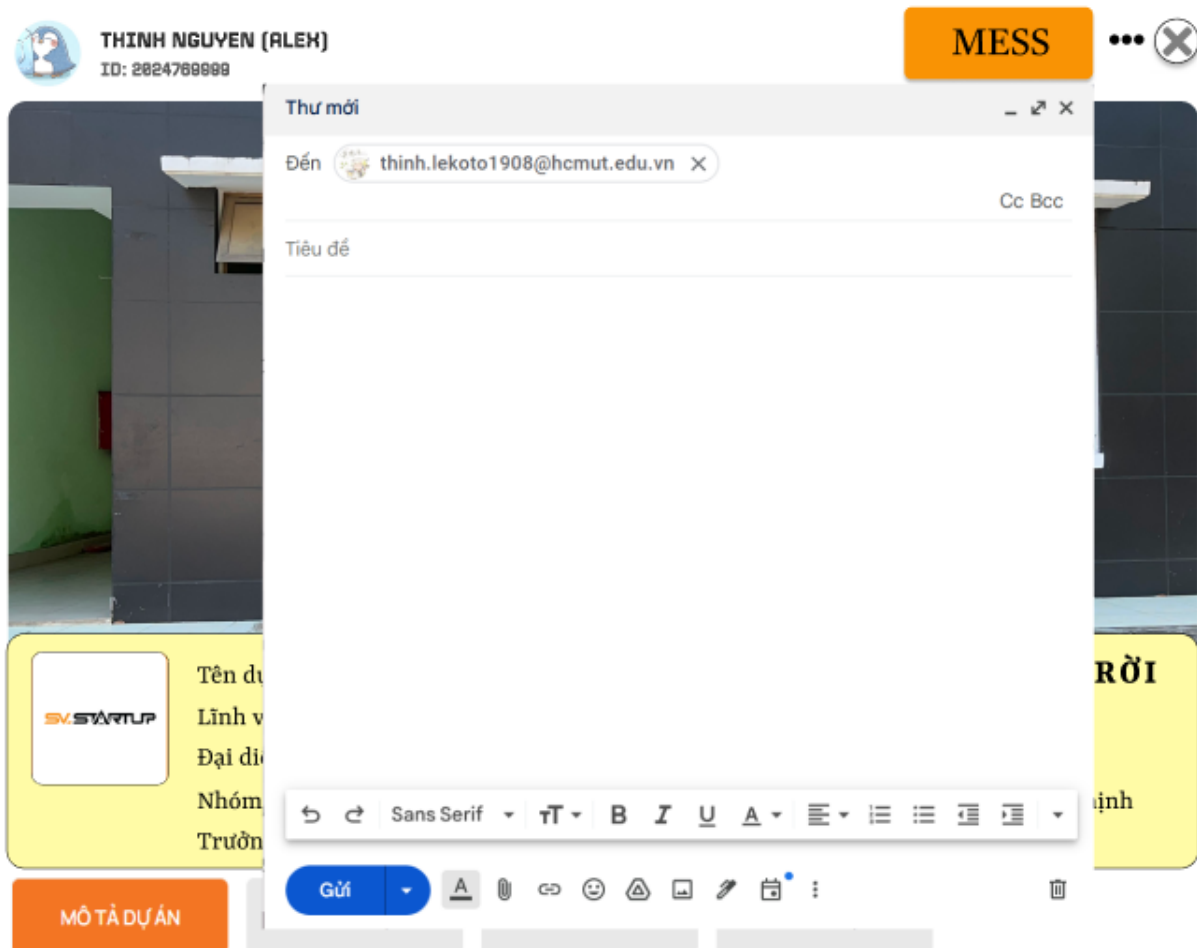 THINH NGUYEN (ALEX)
ID: 2024769999
MESS
Thư mới
Đến thinh.lekoto1908@hcmut.edu.vn
Cc Bcc
Tiêu đề
SV.STARTUP
Tên dự
RỜI
Lĩnh v
Đại diệ
Nhóm
ịnh
Trưởn
Sans Serif
Gửi
MÔ TẢ DỰ ÁN